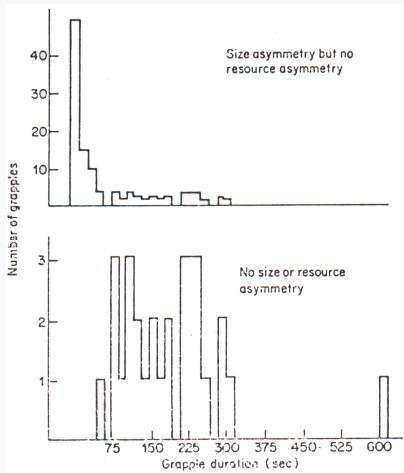 Size asymmetry but no
resource asymmetry
40
30
20
10
Number of grapples
No size or resource
asymmetry
3
2
1
75 150 225 300 375 450 525 600
Grapple duration (sec)